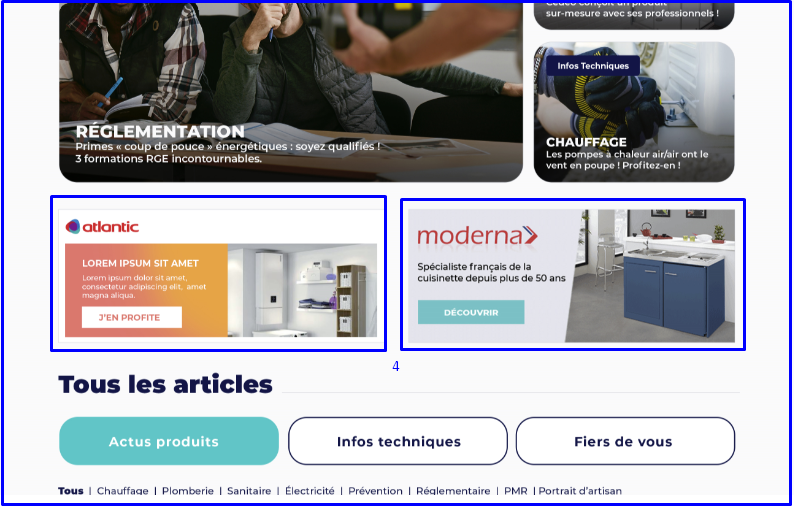 Cedeo conçoit un produit
sur-mesure avec ses professionnels !
Infos Techniques
RÉGLEMENTATION
Primes « coup de pouce » énergétiques : soyez qualifiés !
3 formations RGE incontournables.
CHAUFFAGE
Les pompes à chaleur air/air ont le
vent en poupe ! Profitez-en !
atlantic
LOREM IPSUM SIT AMET
Lorem ipsum dolor sit amet,
consectetur adipiscing elit, amet
magna aliqua.
J'EN PROFITE
moderna
Spécialiste français de la
cuisinette depuis plus de 50 ans
DÉCOUVRIR
4
Tous les articles
Actus produits
Infos techniques
Fiers de vous
Tous | Chauffage | Plomberie | Sanitaire | Électricité | Prévention | Réglementaire | PMR | Portrait d'artisan